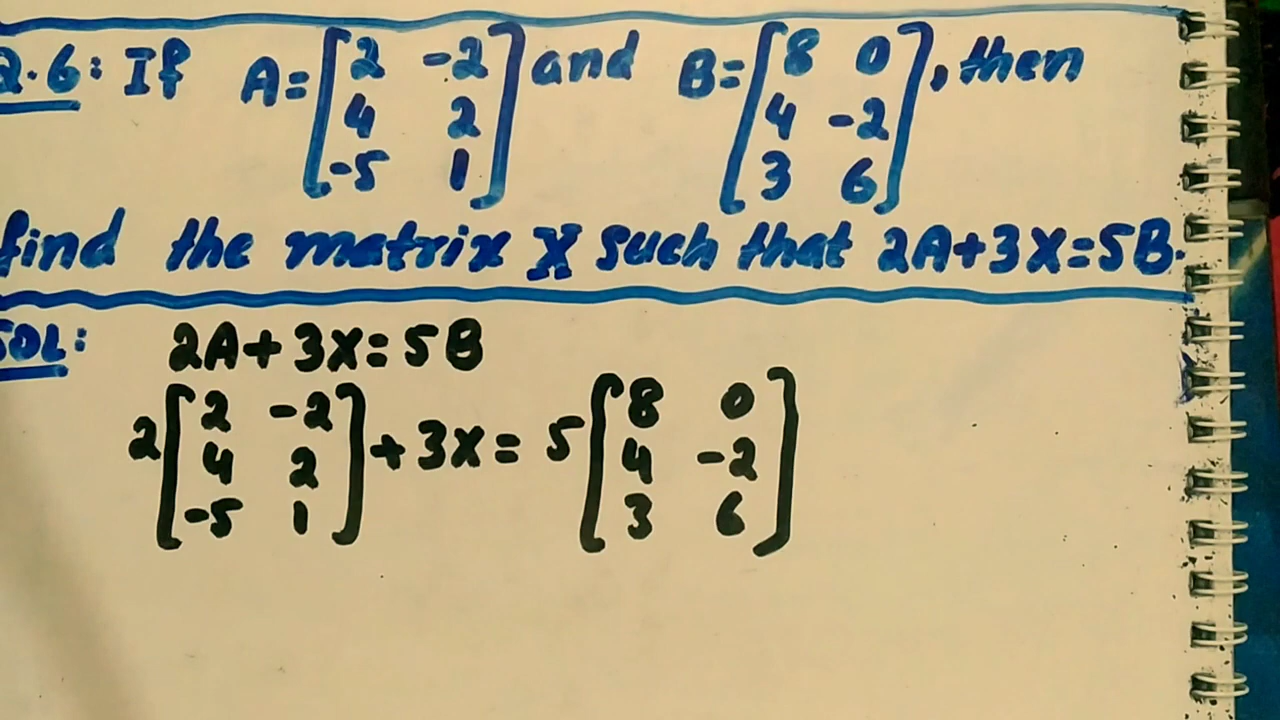 2.6: If A=[2 -2] and B=[8 0], then
4 2 4 -2
-5 1 3 6
find the matrix X such that 2A+3X=5B.
SOL: 2A+3X=5B
2[2 -2]+3X=5[8 0]
4 2 4 -2
-5 1 3 6